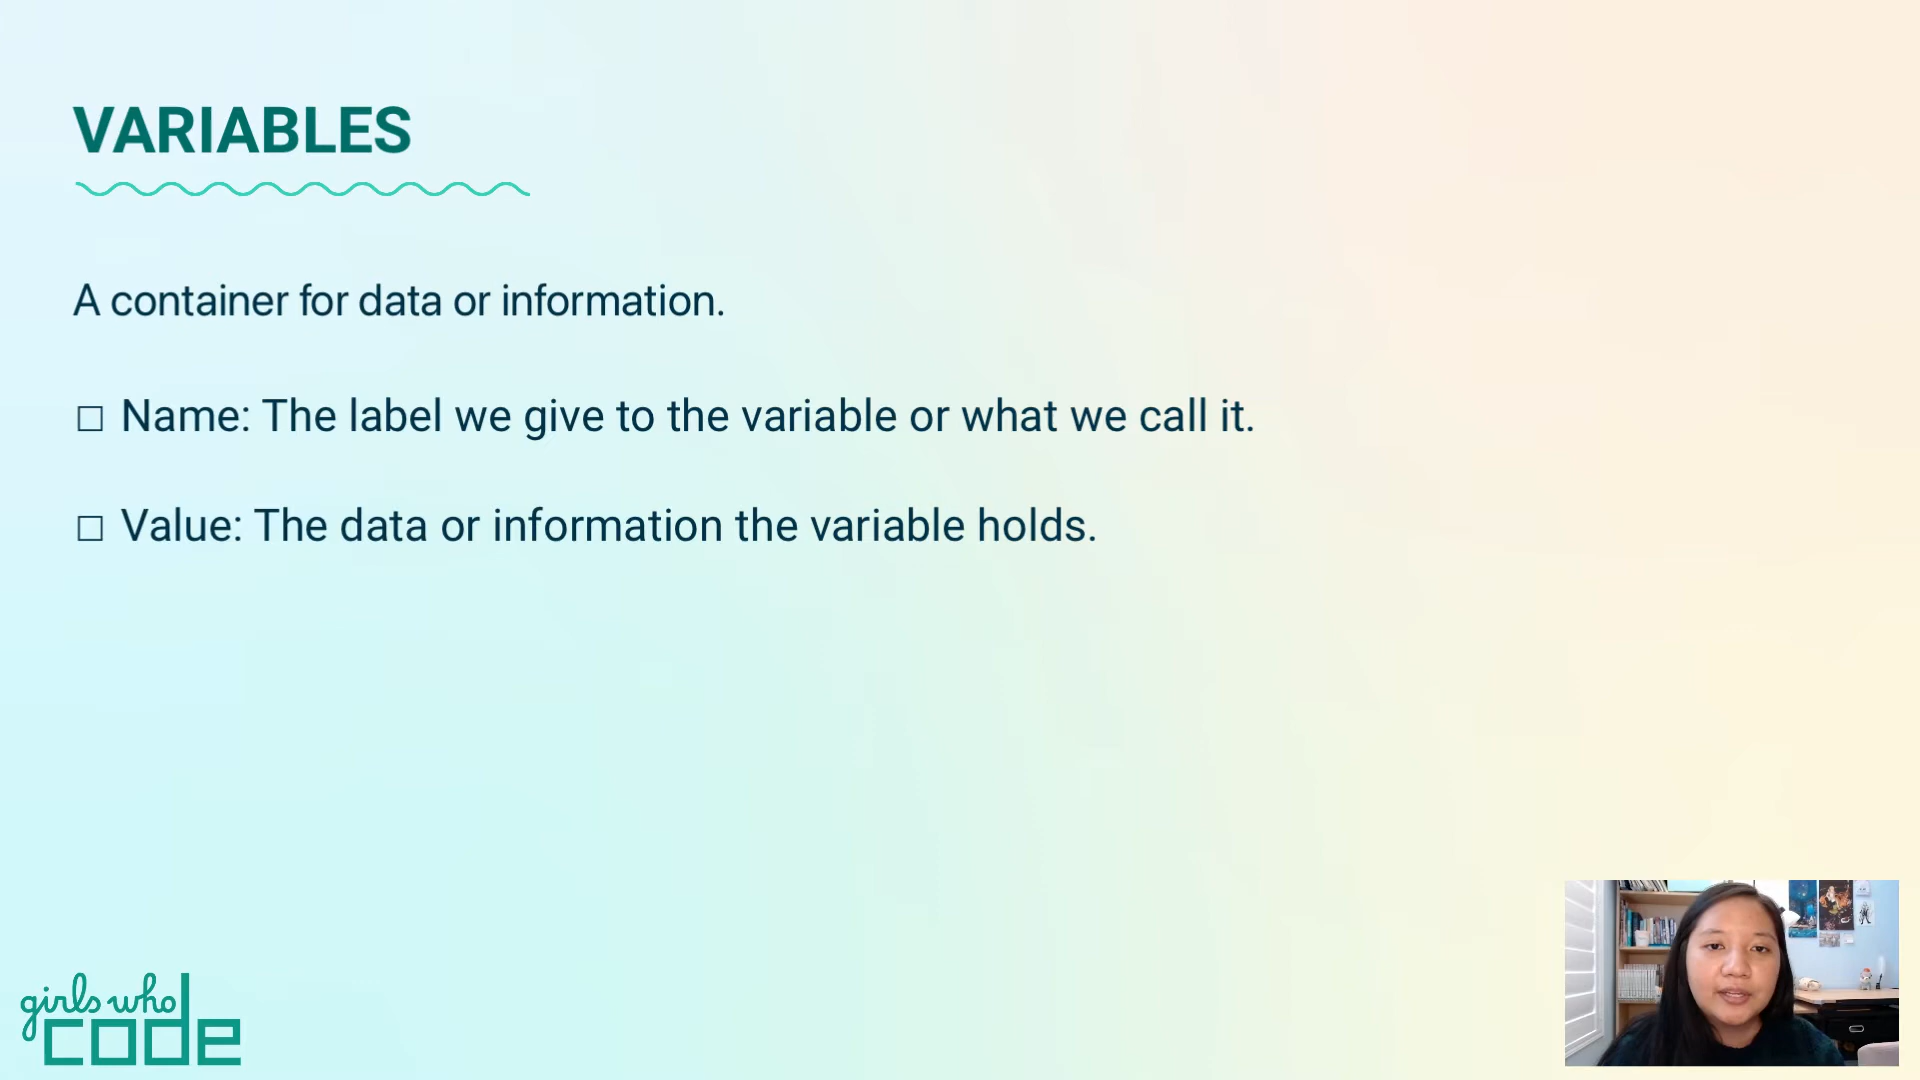 VARIABLES
A container for data or information.
☐ Name: The label we give to the variable or what we call it.
☐ Value: The data or information the variable holds.
girls who
code